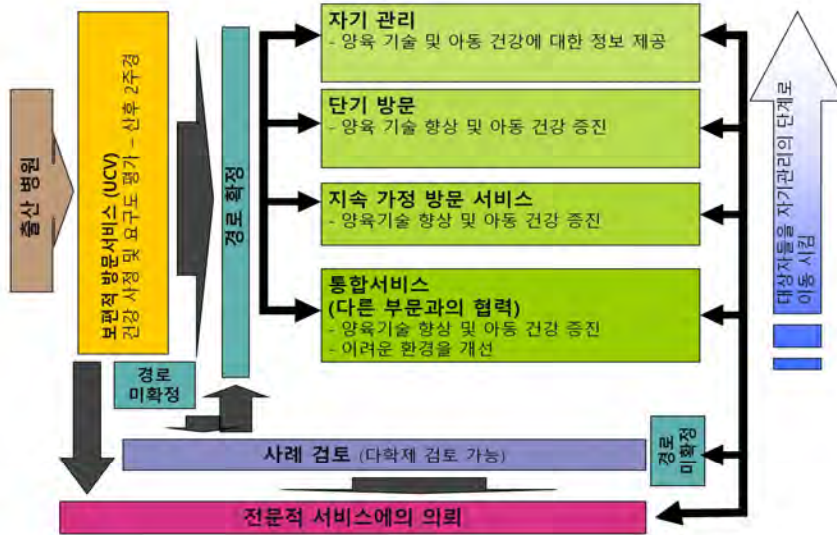 출산 병원
보편적 방문서비스 (UCV)
건강 사정 및 요구도 평가 – 산후 2주경
경로 확정
자기 관리
- 양육 기술 및 아동 건강에 대한 정보 제공
단기 방문
- 양육 기술 향상 및 아동 건강 증진
지속 가정 방문 서비스
- 양육기술 향상 및 아동 건강 증진
통합서비스
(다른 부문과의 협력)
- 양육기술 향상 및 아동 건강 증진
- 어려운 환경을 개선
대상자들을 자기관리의 단계로
이동 시킴
경로
미확정
사례 검토 (다학제 검토 가능)
경로
미확정
전문적 서비스에의 의뢰